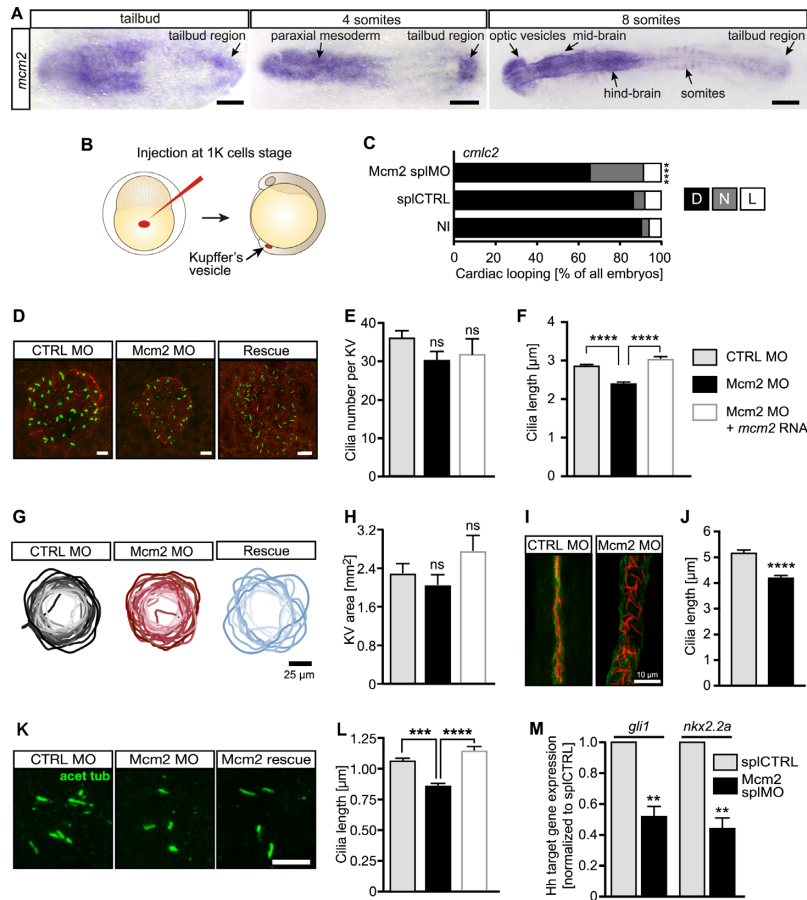 A
tailbud
4 somites
8 somites
mcm2
tailbud region
paraxial mesoderm
tailbud region
optic vesicles
mid-brain
tailbud region
hind-brain
somites
B
Injection at 1K cells stage
Kupffer's
vesicle
C
cmlc2
Mcm2 splMO
splCTRL
NI
****
0 20 40 60 80 100
Cardiac looping [% of all embryos]
D N L
D
CTRL MO
Mcm2 MO
Rescue
E
Cilia number per KV
40
30
20
10
0
ns
ns
F
Cilia length [µm]
4
3
2
1
0
**** ****
CTRL MO
Mcm2 MO
Mcm2 MO
+ mcm2 RNA
G
CTRL MO
Mcm2 MO
Rescue
25 µm
H
KV area [mm2]
3.2
2.4
1.6
0.8
0
ns
ns
I
CTRL MO
Mcm2 MO
10 µm
J
Cilia length [µm]
6
5
4
3
2
1
0
****
K
CTRL MO
Mcm2 MO
Mcm2 rescue
acet tub
L
Cilia length [µm]
1.25
1.00
0.75
0.50
0.25
0
*** ****
M
gli1
nkx2.2a
Hh target gene expression
[normalized to splCTRL]
1.0
0.8
0.6
0.4
0.2
0
**
**
splCTRL
Mcm2
splMO